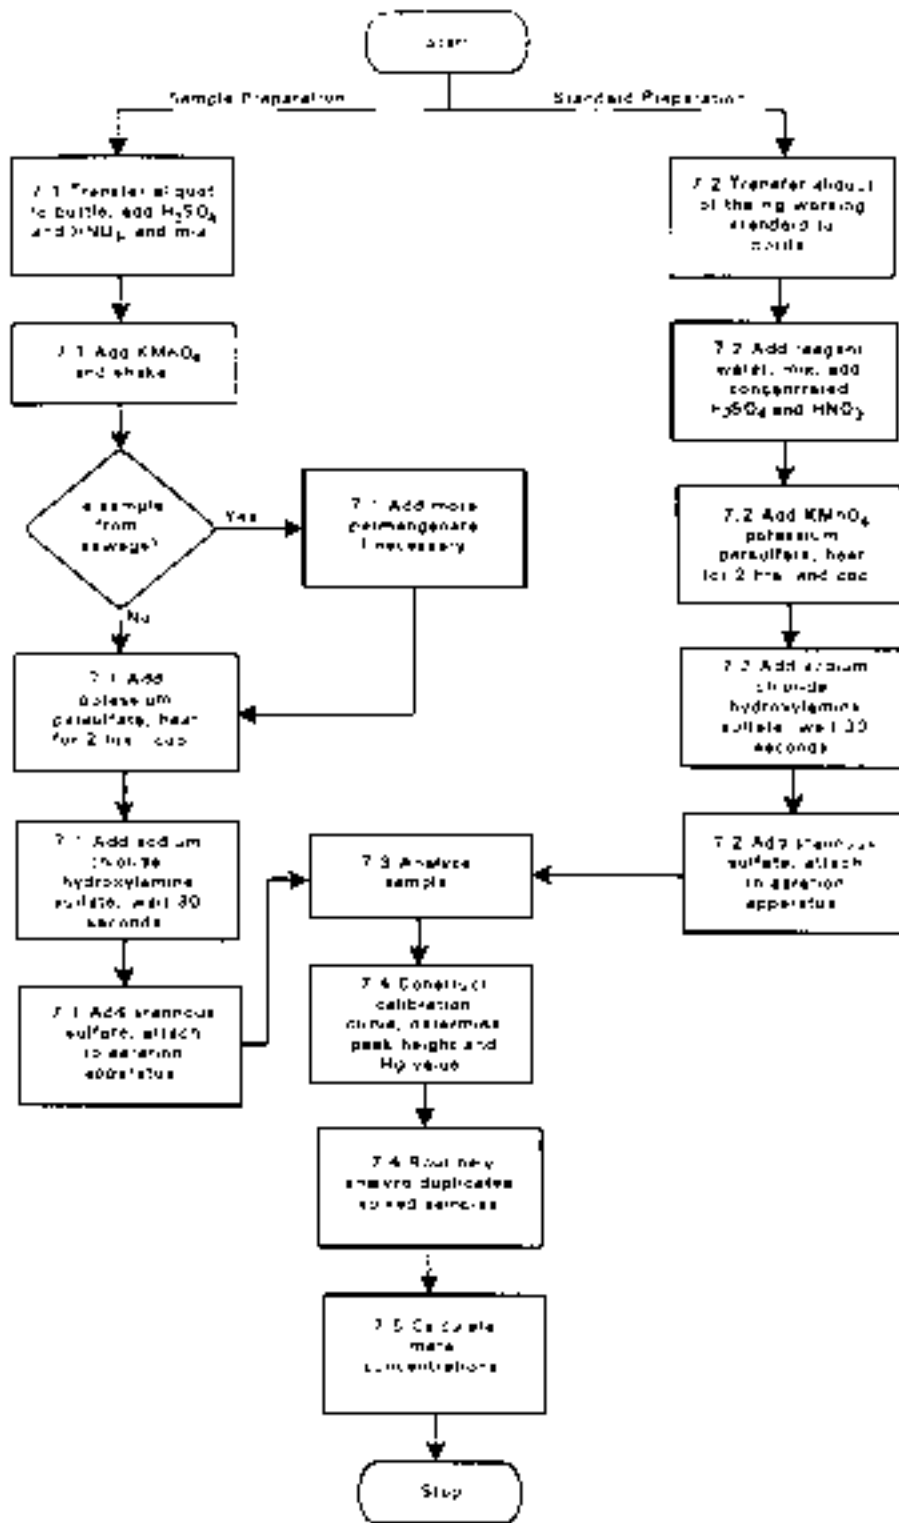 Start
Sample Preparation
Standard Preparation
7.1 Transfer aliquot
to bottle, add H₂SO₄
and HNO₃, and mix
7.1 Add KMnO₄
and shake
Is sample
from
sewage?
Yes
7.1 Add more
permanganate
if necessary
No
7.1 Add
potassium
persulfate, heat
for 2 hrs., cool
7.1 Add sodium
chloride
hydroxylamine
sulfate, wait 30
seconds
7.1 Add stannous
sulfate, attach
to aeration
apparatus
7.2 Transfer aliquot
of the Hg working
standard to
bottle
7.2 Add reagent
water, mix, add
concentrated
H₂SO₄ and HNO₃
7.2 Add KMnO₄
potassium
persulfate, heat
for 2 hrs. and cool
7.2 Add sodium
chloride
hydroxylamine
sulfate, wait 30
seconds
7.2 Add stannous
sulfate, attach
to aeration
apparatus
7.3 Analyze
sample
7.4 Construct
calibration
curve, determine
peak height and
Hg value
7.4 Routinely
analyze duplicates
spiked samples
7.5 Calculate
metal
concentrations
Stop